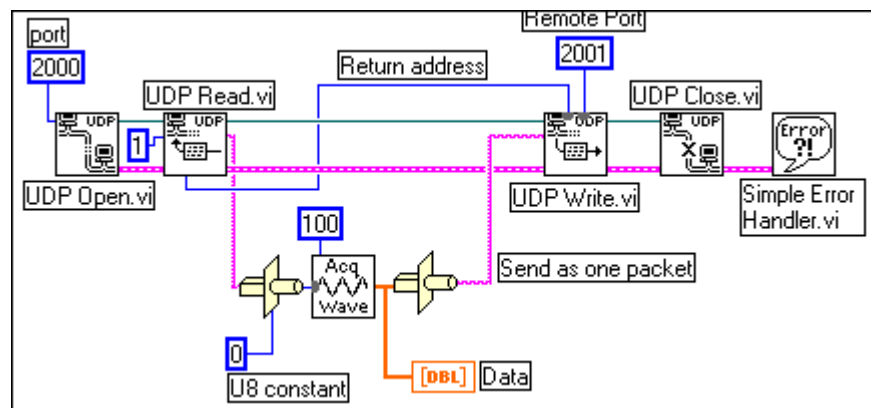 port
Remote Port
2000
2001
Return address
UDP Read.vi
UDP Close.vi
UDP
UDP
UDP
UDP
Error
?!
1
UDP Open.vi
UDP Write.vi
Simple Error
Handler.vi
100
Acq
Wave
Send as one packet
0
[DBL]
Data
U8 constant